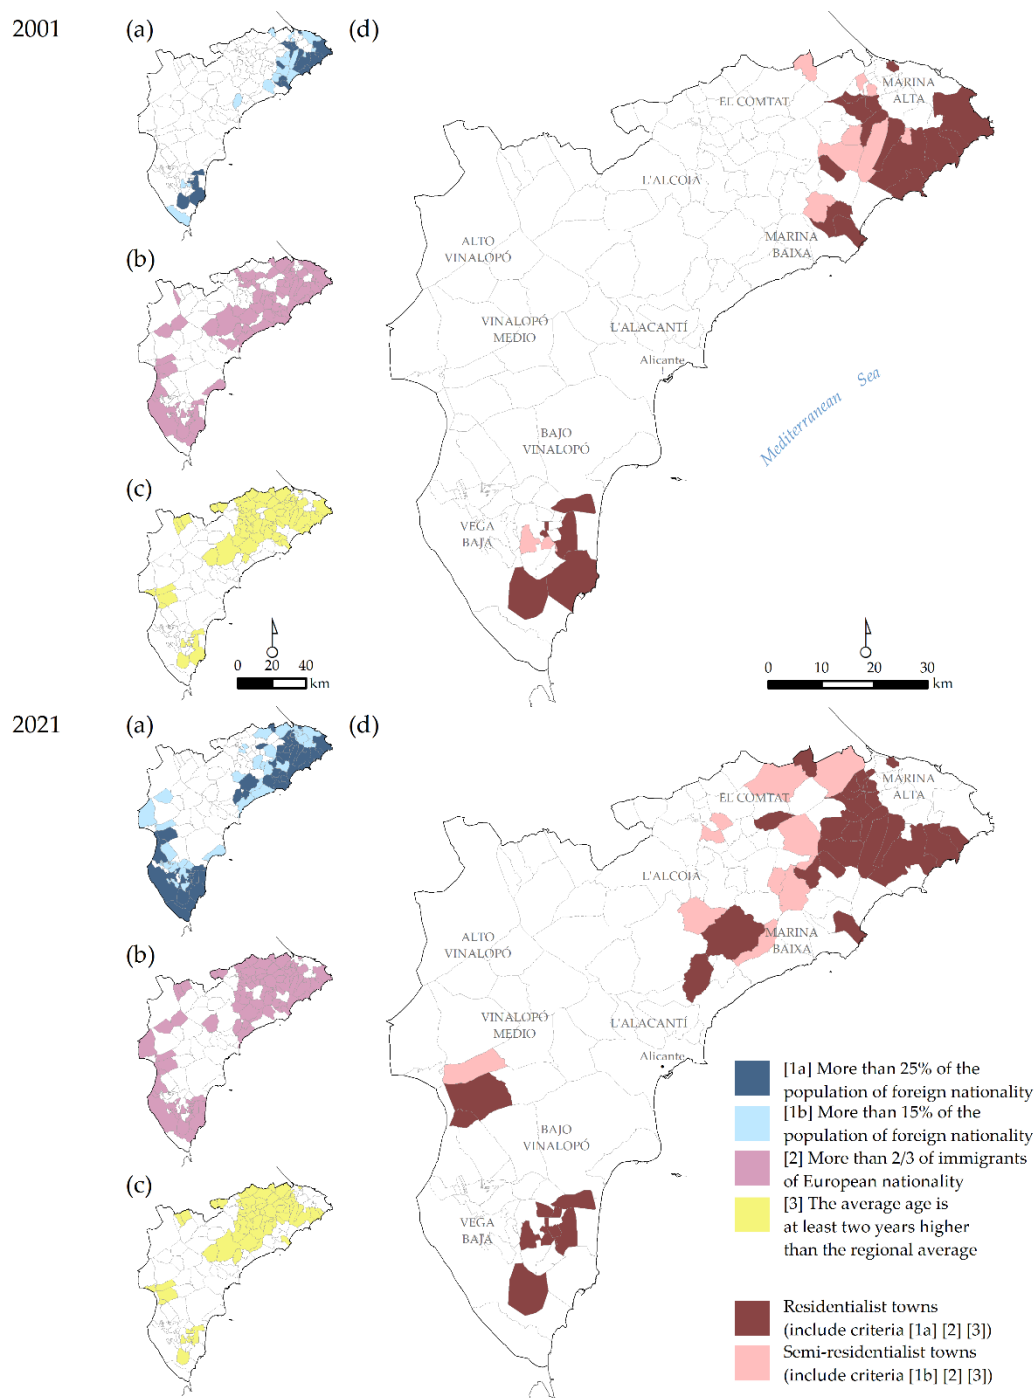 2001
(a)
(b)
(c)
0 20 40
km
(d)
MARINA
ALTA
EL COMTAT
L'ALCOIÀ
MARINA
BAIXA
ALTO
VINALOPÓ
VINALOPÓ
MEDIO
L'ALACANTÍ
Alicante
Mediterranean Sea
BAJO
VINALOPÓ
VEGA
BAJA
0 10 20 30
km
2021
(a)
(b)
(c)
(d)
MARINA
ALTA
EL COMTAT
L'ALCOIÀ
MARINA
BAIXA
ALTO
VINALOPÓ
VINALOPÓ
MEDIO
L'ALACANTÍ
Alicante
BAJO
VINALOPÓ
VEGA
BAJA
[1a] More than 25% of the
population of foreign nationality
[1b] More than 15% of the
population of foreign nationality
[2] More than 2/3 of immigrants
of European nationality
[3] The average age is
at least two years higher
than the regional average
Residentialist towns
(include criteria [1a] [2] [3])
Semi-residentialist towns
(include criteria [1b] [2] [3])